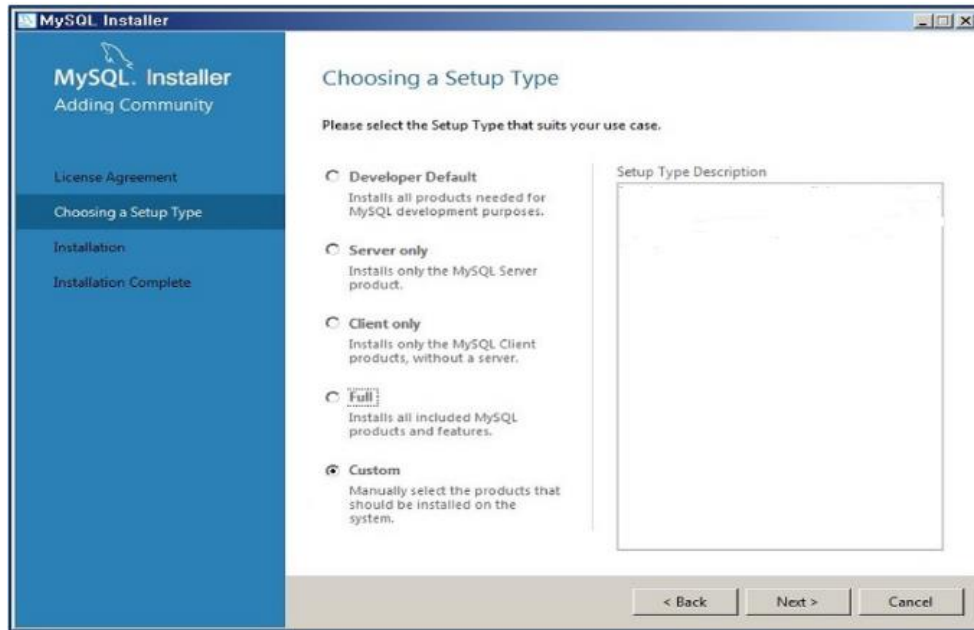 MySQL Installer
MySQL. Installer
Adding Community
License Agreement
Choosing a Setup Type
Installation
Installation Complete
Choosing a Setup Type
Please select the Setup Type that suits your use case.
Developer Default
Installs all products needed for
MySQL development purposes.
Server only
Installs only the MySQL Server
product.
Client only
Installs only the MySQL Client
products, without a server.
Full
Installs all included MySQL
products and features.
Custom
Manually select the products that
should be installed on the
system.
Setup Type Description
< Back
Next >
Cancel